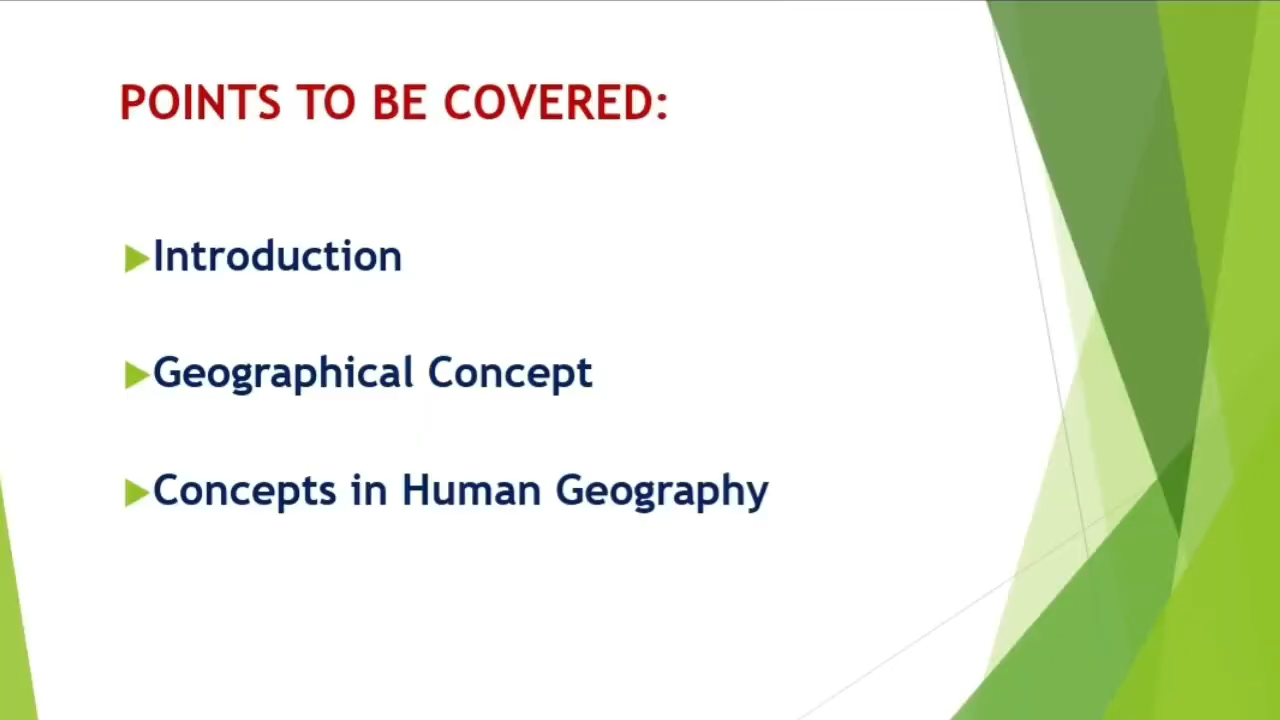 POINTS TO BE COVERED:
Introduction
Geographical Concept
Concepts in Human Geography